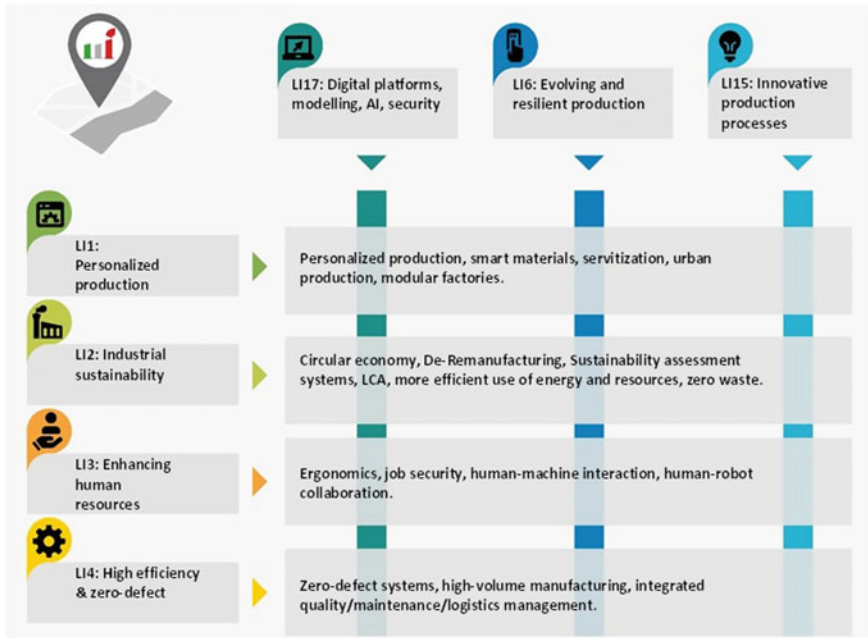 LI17: Digital platforms,
modelling, AI, security
LI6: Evolving and
resilient production
LI15: Innovative
production
processes
LI1:
Personalized
production
Personalized production, smart materials, servitization, urban
production, modular factories.
LI2: Industrial
sustainability
Circular economy, De-Remanufacturing, Sustainability assessment
systems, LCA, more efficient use of energy and resources, zero waste.
LI3: Enhancing
human
resources
Ergonomics, job security, human-machine interaction, human-robot
collaboration.
LI4: High efficiency
& zero-defect
Zero-defect systems, high-volume manufacturing, integrated
quality/maintenance/logistics management.